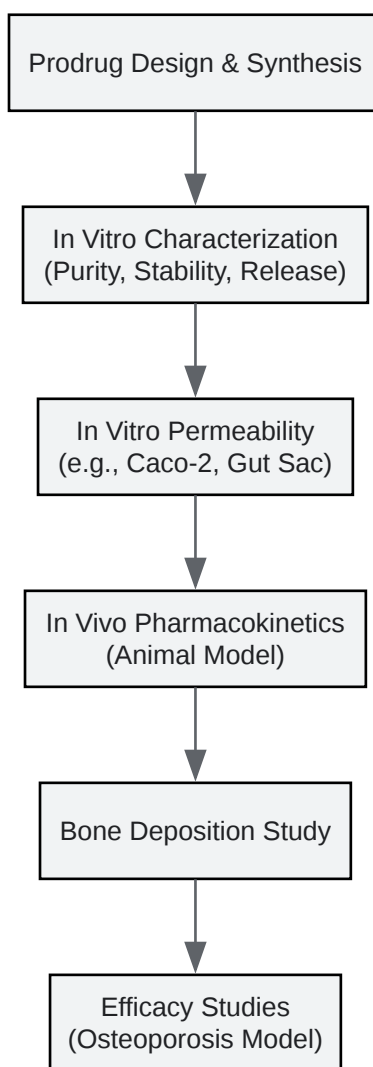 Prodrug Design & Synthesis
In Vitro Characterization
(Purity, Stability, Release)
In Vitro Permeability
(e.g., Caco-2, Gut Sac)
In Vivo Pharmacokinetics
(Animal Model)
Bone Deposition Study
Efficacy Studies
(Osteoporosis Model)